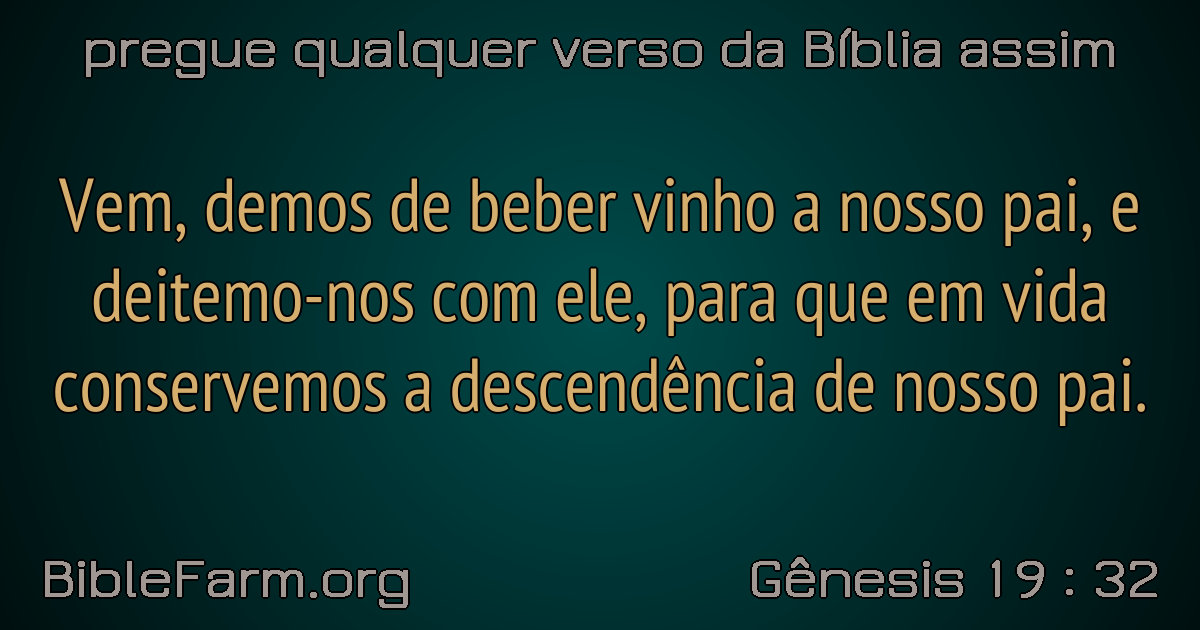 pregue qualquer verso da Bíblia assim
Vem, demos de beber vinho a nosso pai, e
deitemo-nos com ele, para que em vida
conservemos a descendência de nosso pai.
BibleFarm.org
Gênesis 19 : 32